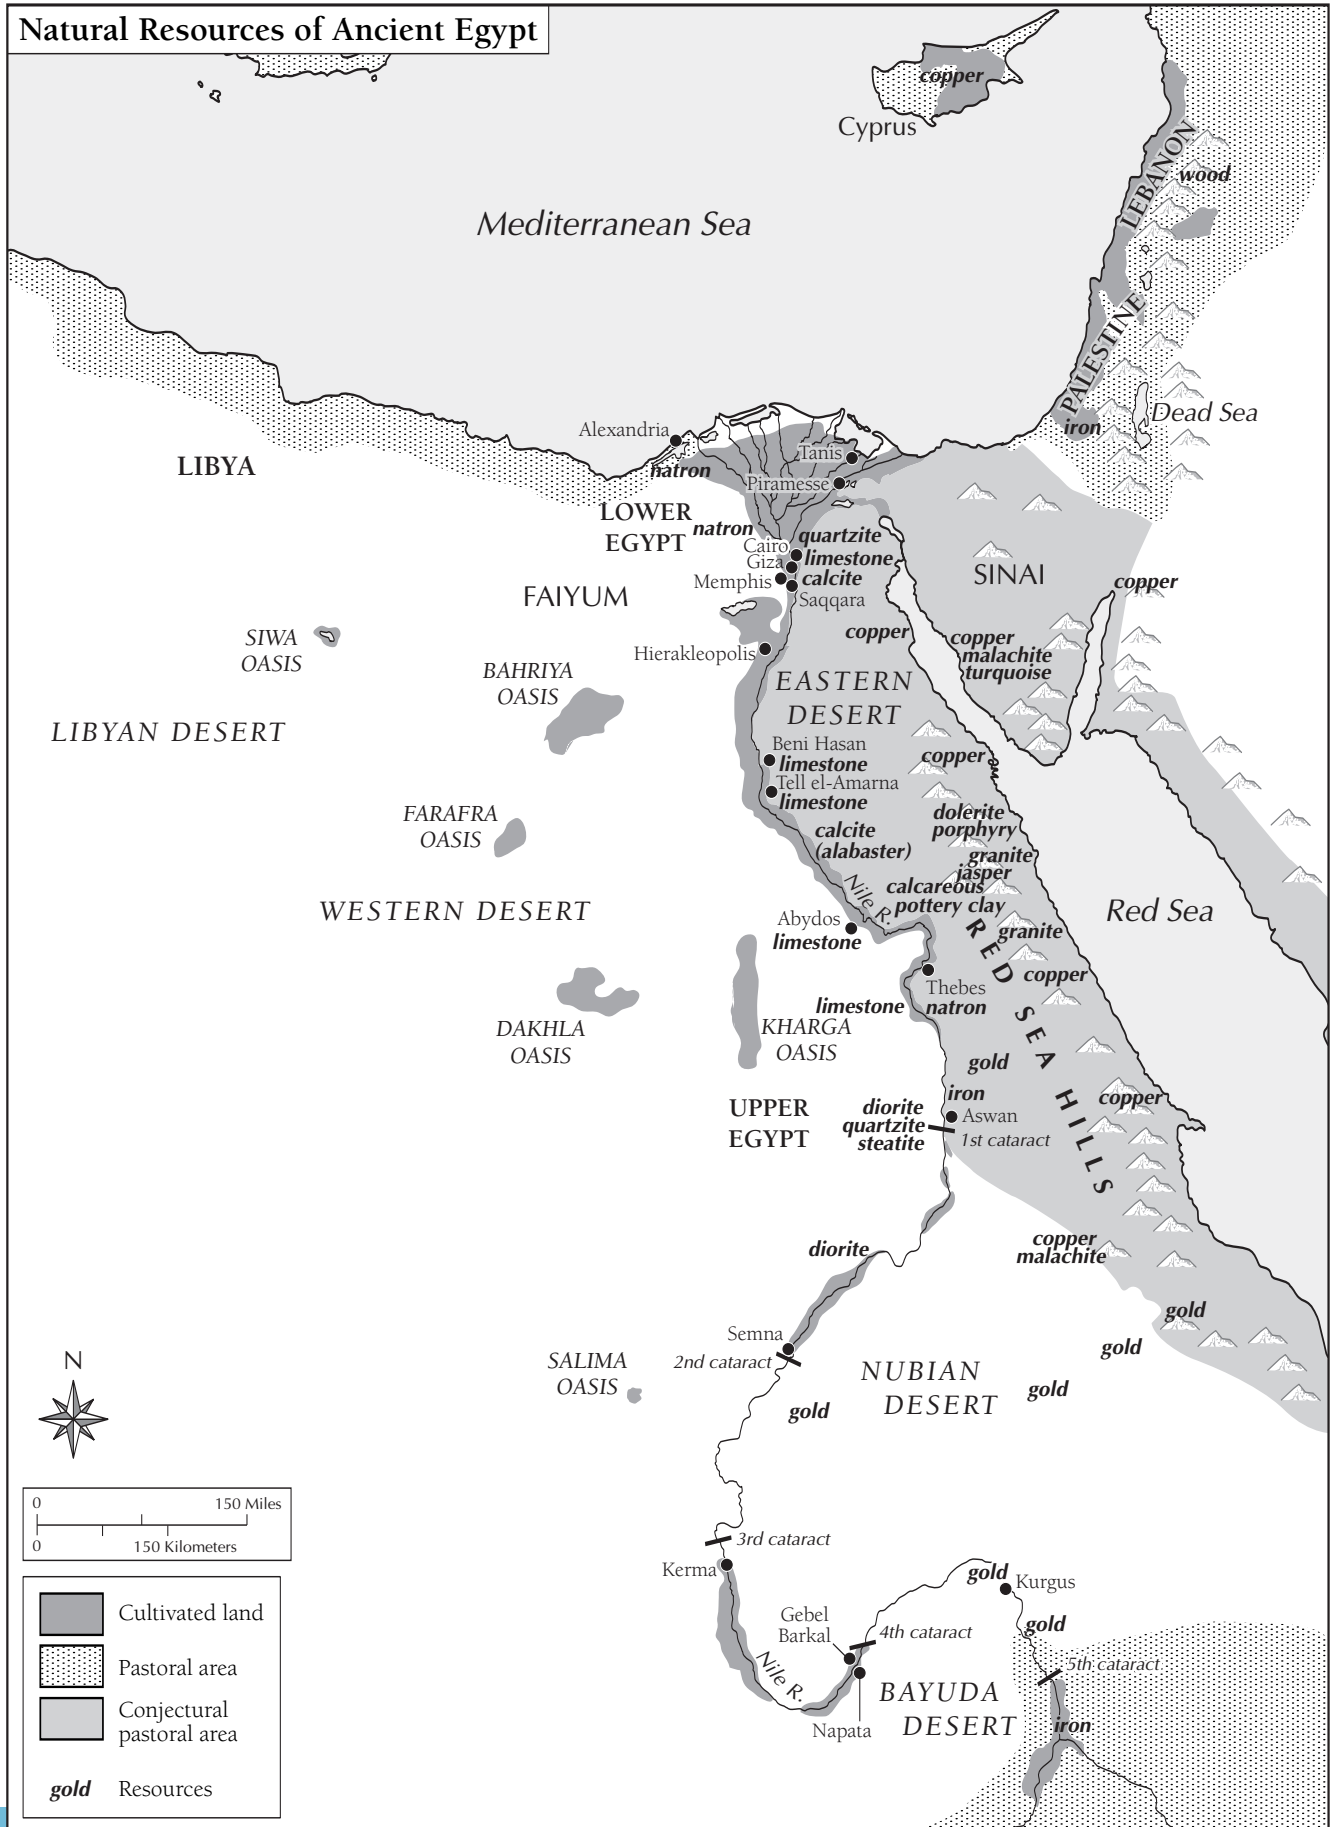 Natural Resources of Ancient Egypt
copper
Cyprus
LEBANON
wood
Mediterranean Sea
PALESTINE
Dead Sea
iron
Alexandria
LIBYA
natron
Tanis
Piramesse
LOWER
EGYPT
natron
quartzite
Cairo
limestone
Giza
calcite
Memphis
Saqqara
SINAI
copper
FAIYUM
SIWA
OASIS
copper
copper
malachite
turquoise
Hierakleopolis
BAHRIYA
OASIS
EASTERN
DESERT
LIBYAN DESERT
Beni Hasan
limestone
copper
Tell el-Amarna
limestone
FARAFRA
OASIS
dolerite
porphyry
calcite
(alabaster)
granite
jasper
Nile R.
calcareous
pottery clay
WESTERN DESERT
Red Sea
Abydos
limestone
RED SEA HILLS
granite
copper
Thebes
natron
limestone
DAKHLA
OASIS
KHARGA
OASIS
gold
iron
UPPER
EGYPT
diorite
quartzite
steatite
Aswan
1st cataract
copper
diorite
copper
malachite
gold
gold
gold
Semna
2nd cataract
SALIMA
OASIS
NUBIAN
DESERT
gold
N
0
150 Miles
0
150 Kilometers
3rd cataract
Kerma
gold
Kurgus
gold
Gebel
Barkal
4th cataract
5th cataract
Nile R.
BAYUDA
DESERT
Napata
iron
Cultivated land
Pastoral area
Conjectural
pastoral area
gold Resources